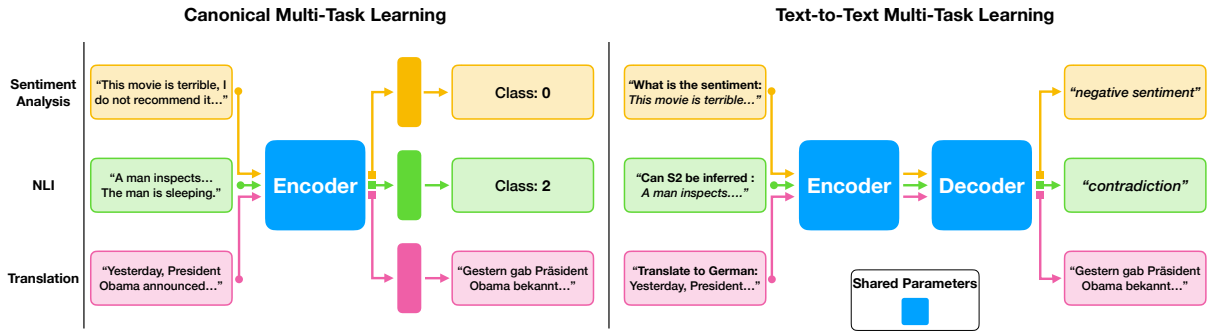 Canonical Multi-Task Learning
Text-to-Text Multi-Task Learning
Sentiment
Analysis
“This movie is terrible, I
do not recommend it…”
Class: 0
“What is the sentiment:
This movie is terrible…”
“negative sentiment”
NLI
“A man inspects…
The man is sleeping.”
Encoder
Class: 2
“Can S2 be inferred :
A man inspects….”
Encoder
Decoder
“contradiction”
Translation
“Yesterday, President
Obama announced…”
“Gestern gab Präsident
Obama bekannt…”
“Translate to German:
Yesterday, President…”
Shared Parameters
“Gestern gab Präsident
Obama bekannt…”